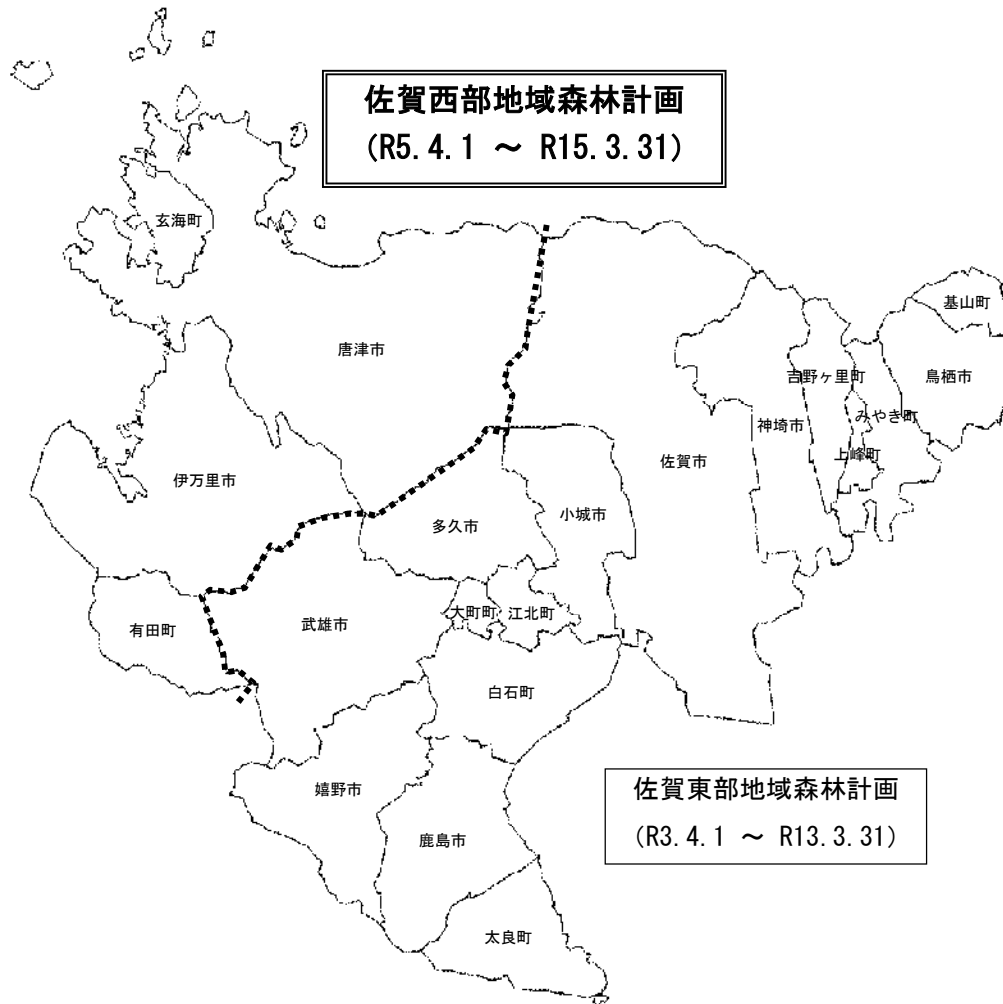 佐賀西部地域森林計画
(R5.4.1 ～ R15.3.31)
玄海町
基山町
唐津市
吉野ヶ里町
鳥栖市
みやき町
神埼市
上峰町
佐賀市
伊万里市
多久市
小城市
大町町
江北町
有田町
武雄市
白石町
嬉野市
佐賀東部地域森林計画
(R3.4.1 ～ R13.3.31)
鹿島市
太良町